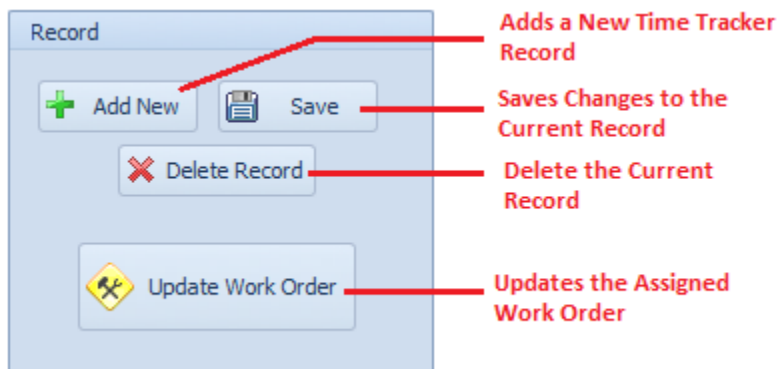 Record
Adds a New Time Tracker
Record
Add New
Save
Saves Changes to the
Current Record
Delete Record
Delete the Current
Record
Update Work Order
Updates the Assigned
Work Order